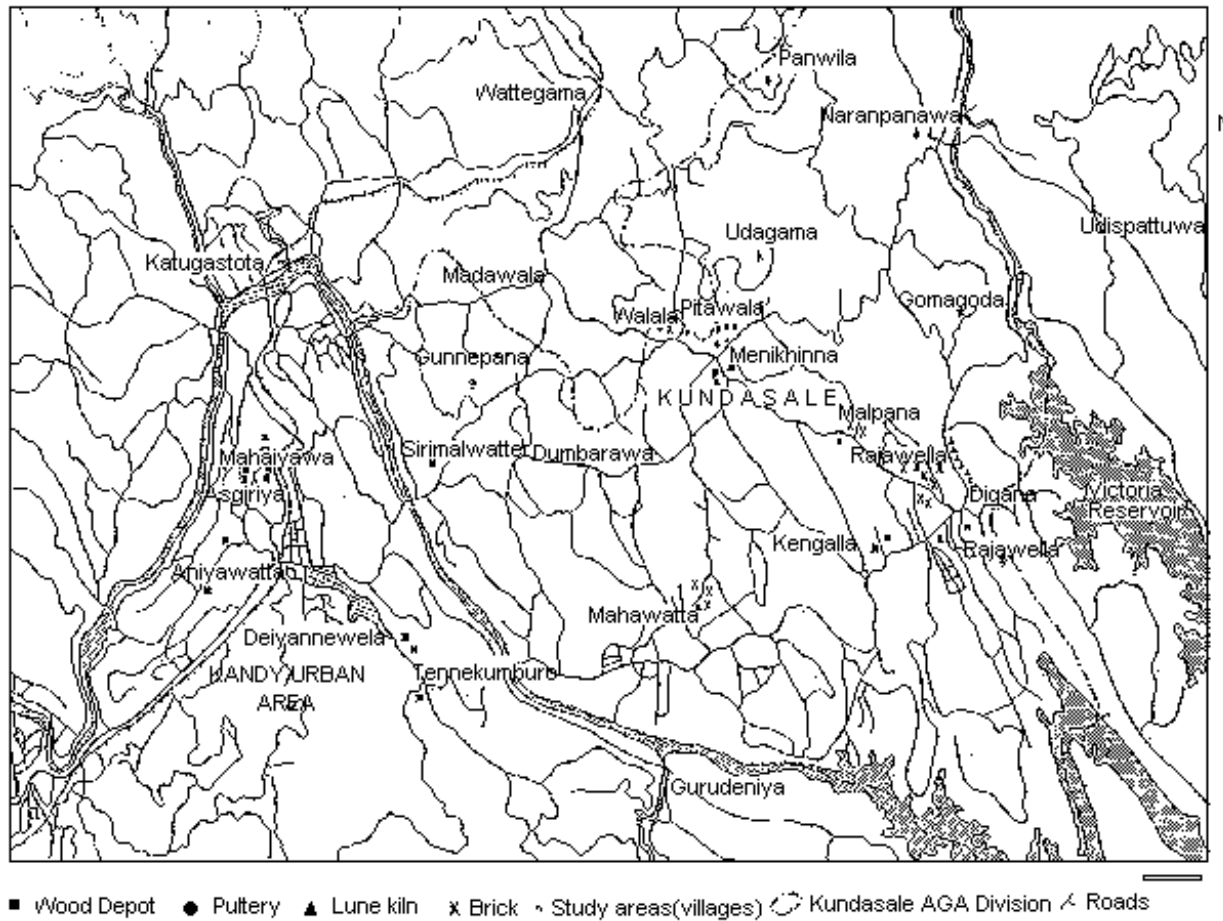 Panwila
Wattegama
Naranpanawa
Udispattuwa
Udagama
Katugastota
Madawala
Gomagoda
Pitawala
Walala
Gunnepana
Menikhinna
KUNDASALE
Malpana
Mahaiyawa
Sirimalwatter
Dumbarawa
Rajawella
Asgiriya
Digana
Victoria
Reservoir
Kengalla
Rajawella
Aniyawatta
Mahawatta
Deiyannewela
Tennekumburo
KANDY URBAN
AREA
Gurudeniya
Wood Depot Pultery Lune kiln x Brick Study areas(villages) Kundasale AGA Division Roads